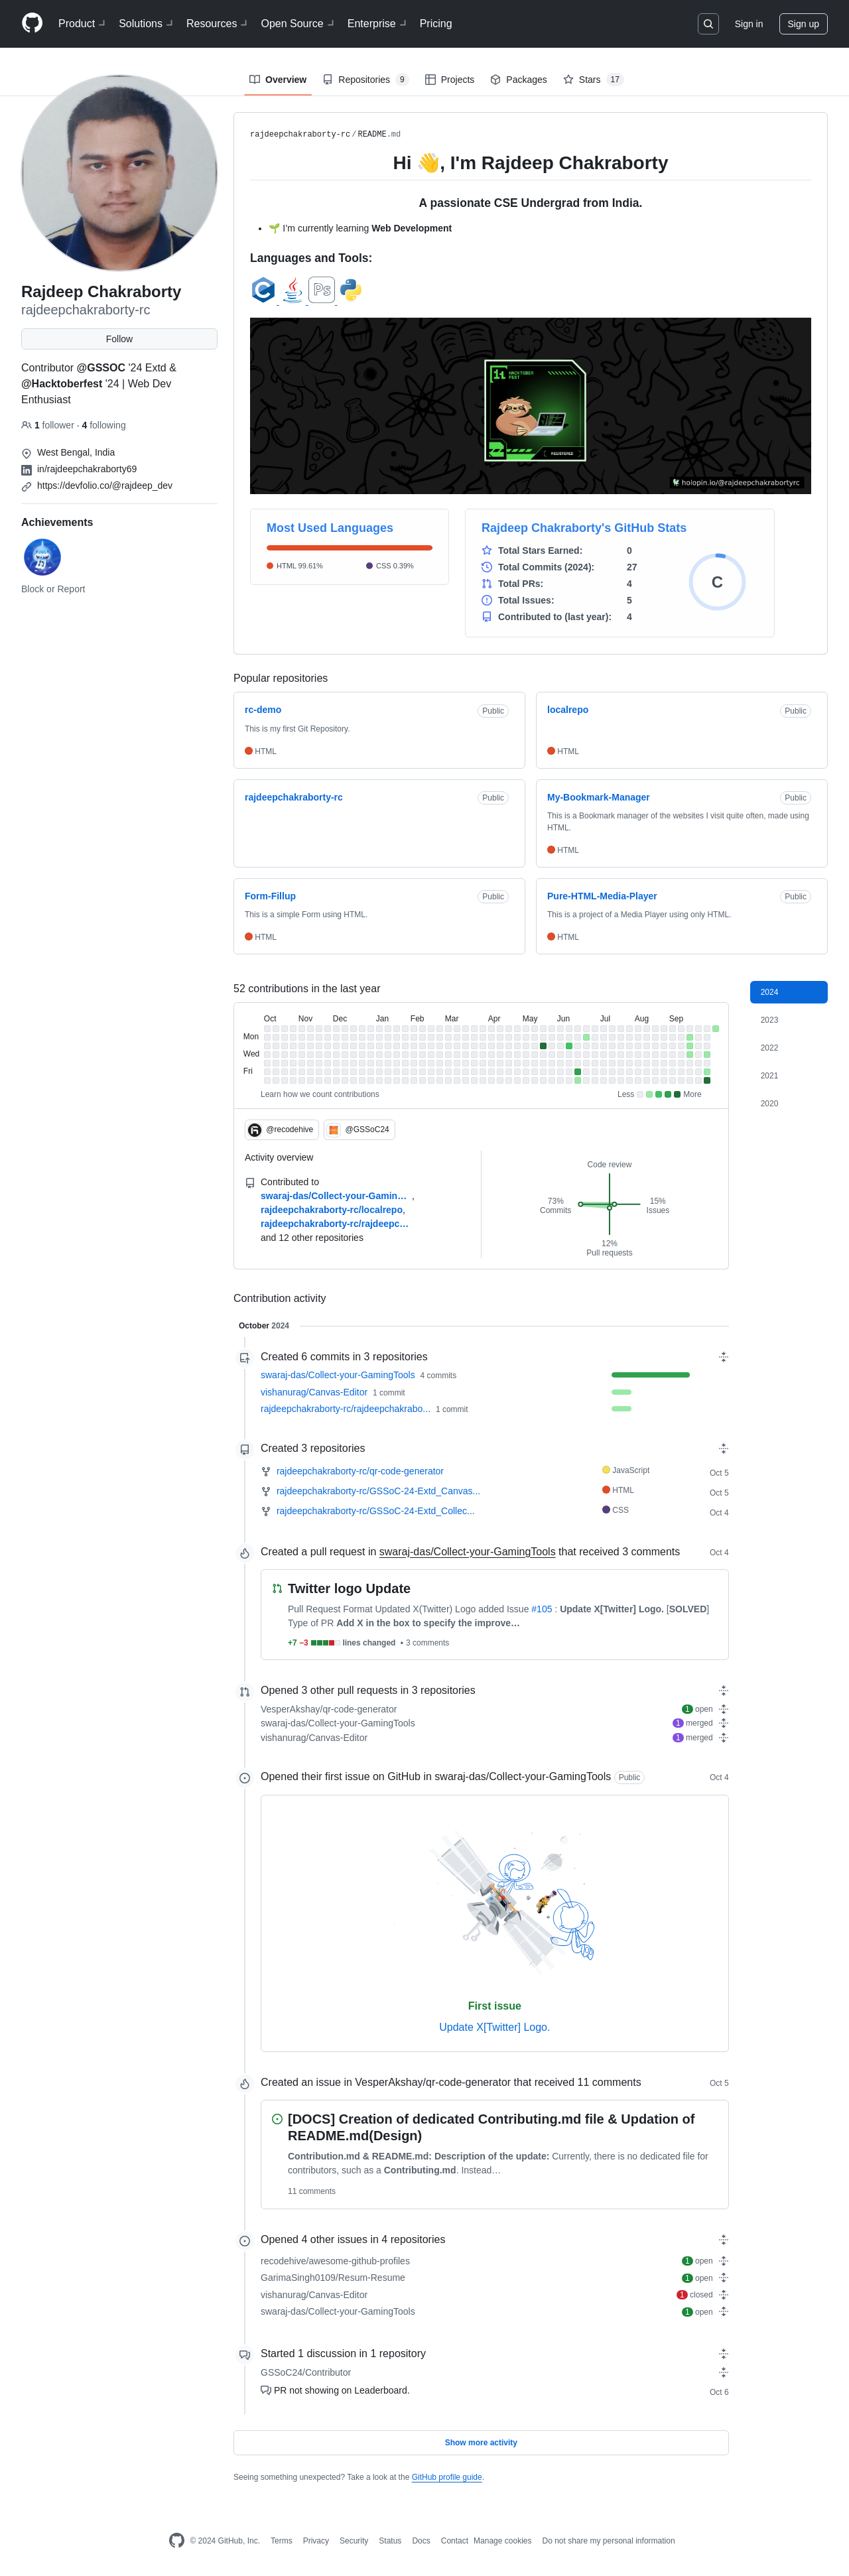 Product Solutions Resources Open Source Enterprise Pricing Sign in Sign up
Overview Repositories 9 Projects Packages Stars 17
Rajdeep Chakraborty
rajdeepchakraborty-rc
Follow
Contributor @GSSOC '24 Extd &
@Hacktoberfest '24 | Web Dev
Enthusiast
1 follower · 4 following
West Bengal, India
in/rajdeepchakraborty69
https://devfolio.co/@rajdeep_dev
Achievements
Block or Report
rajdeepchakraborty-rc / README.md
Hi 👋, I'm Rajdeep Chakraborty
A passionate CSE Undergrad from India.
• 🌱 I'm currently learning Web Development
Languages and Tools:
Ps
HACKTOBER
FEST
REGISTERED
holopin.io/@rajdeepchakrabortyrc
Most Used Languages
HTML 99.61% CSS 0.39%
Rajdeep Chakraborty's GitHub Stats
Total Stars Earned: 0
Total Commits (2024): 27
Total PRs: 4
Total Issues: 5
Contributed to (last year): 4
C
Popular repositories
rc-demo Public
This is my first Git Repository.
HTML
localrepo Public
HTML
rajdeepchakraborty-rc Public
My-Bookmark-Manager Public
This is a Bookmark manager of the websites I visit quite often, made using
HTML.
HTML
Form-Fillup Public
This is a simple Form using HTML.
HTML
Pure-HTML-Media-Player Public
This is a project of a Media Player using only HTML.
HTML
52 contributions in the last year
2024
2023
2022
2021
2020
Oct Nov Dec Jan Feb Mar Apr May Jun Jul Aug Sep
Mon
Wed
Fri
Learn how we count contributions Less More
@recodehive @GSSoC24
Activity overview
Contributed to
swaraj-das/Collect-your-Gamin… ,
rajdeepchakraborty-rc/localrepo,
rajdeepchakraborty-rc/rajdeepc…
and 12 other repositories
Code review
73%
Commits
15%
Issues
12%
Pull requests
Contribution activity
October 2024
Created 6 commits in 3 repositories
swaraj-das/Collect-your-GamingTools 4 commits
vishanurag/Canvas-Editor 1 commit
rajdeepchakraborty-rc/rajdeepchakrabo... 1 commit
Created 3 repositories
rajdeepchakraborty-rc/qr-code-generator JavaScript Oct 5
rajdeepchakraborty-rc/GSSoC-24-Extd_Canvas... HTML Oct 5
rajdeepchakraborty-rc/GSSoC-24-Extd_Collec... CSS Oct 4
Created a pull request in swaraj-das/Collect-your-GamingTools that received 3 comments Oct 4
Twitter logo Update
Pull Request Format Updated X(Twitter) Logo added Issue #105 : Update X[Twitter] Logo. [SOLVED]
Type of PR Add X in the box to specify the improve…
+7 −3 lines changed • 3 comments
Opened 3 other pull requests in 3 repositories
VesperAkshay/qr-code-generator 1 open
swaraj-das/Collect-your-GamingTools 1 merged
vishanurag/Canvas-Editor 1 merged
Opened their first issue on GitHub in swaraj-das/Collect-your-GamingTools Public Oct 4
First issue
Update X[Twitter] Logo.
Created an issue in VesperAkshay/qr-code-generator that received 11 comments Oct 5
[DOCS] Creation of dedicated Contributing.md file & Updation of
README.md(Design)
Contribution.md & README.md: Description of the update: Currently, there is no dedicated file for
contributors, such as a Contributing.md. Instead…
11 comments
Opened 4 other issues in 4 repositories
recodehive/awesome-github-profiles 1 open
GarimaSingh0109/Resum-Resume 1 open
vishanurag/Canvas-Editor 1 closed
swaraj-das/Collect-your-GamingTools 1 open
Started 1 discussion in 1 repository
GSSoC24/Contributor
PR not showing on Leaderboard. Oct 6
Show more activity
Seeing something unexpected? Take a look at the GitHub profile guide.
© 2024 GitHub, Inc. Terms Privacy Security Status Docs Contact Manage cookies Do not share my personal information